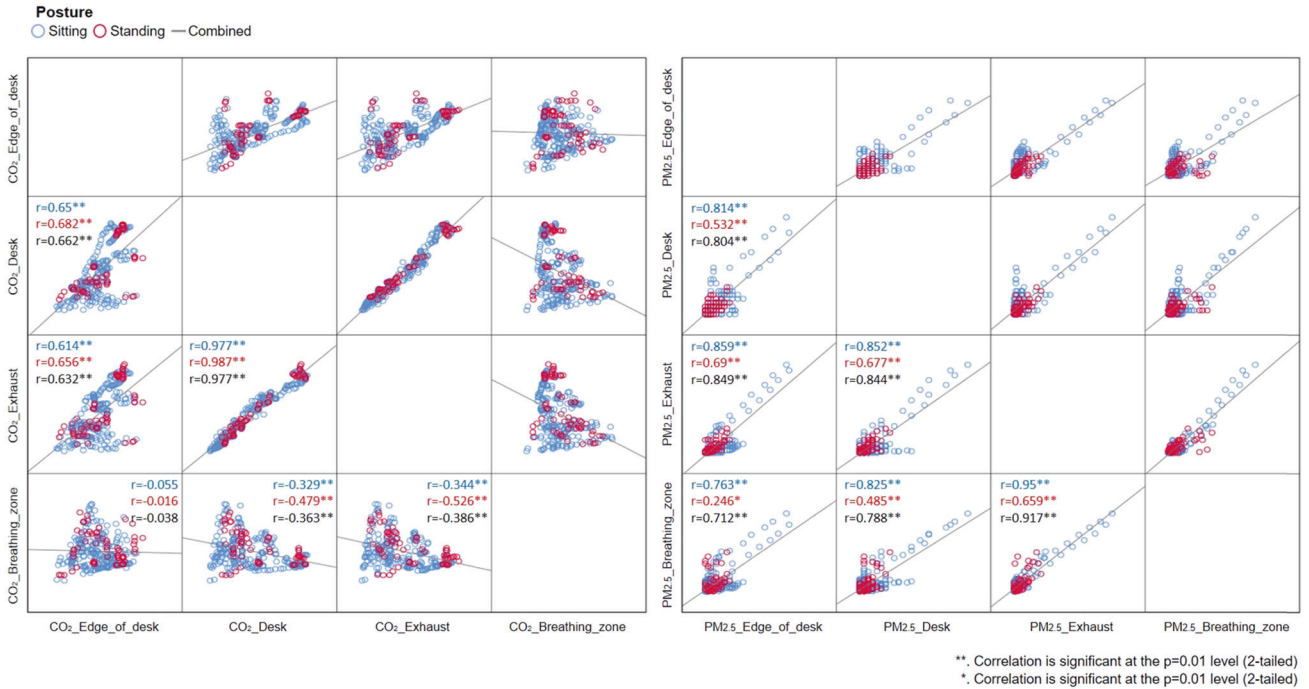 Posture
Sitting Standing Combined
CO₂_Edge_of_desk
CO₂_Desk
r=0.65**
r=0.682**
r=0.662**
CO₂_Exhaust
r=0.614**
r=0.656**
r=0.632**
r=0.977**
r=0.987**
r=0.977**
CO₂_Breathing_zone
r=-0.055
r=-0.016
r=-0.038
r=-0.329**
r=-0.479**
r=-0.363**
r=-0.344**
r=-0.526**
r=-0.386**
CO₂_Edge_of_desk
CO₂_Desk
CO₂_Exhaust
CO₂_Breathing_zone
PM₂.₅_Edge_of_desk
PM₂.₅_Desk
r=0.814**
r=0.532**
r=0.804**
PM₂.₅_Exhaust
r=0.859**
r=0.69**
r=0.849**
r=0.852**
r=0.677**
r=0.844**
PM₂.₅_Breathing_zone
r=0.763**
r=0.246*
r=0.712**
r=0.825**
r=0.485**
r=0.788**
r=0.95**
r=0.659**
r=0.917**
PM₂.₅_Edge_of_desk
PM₂.₅_Desk
PM₂.₅_Exhaust
PM₂.₅_Breathing_zone
**. Correlation is significant at the p=0.01 level (2-tailed)
*. Correlation is significant at the p=0.01 level (2-tailed)